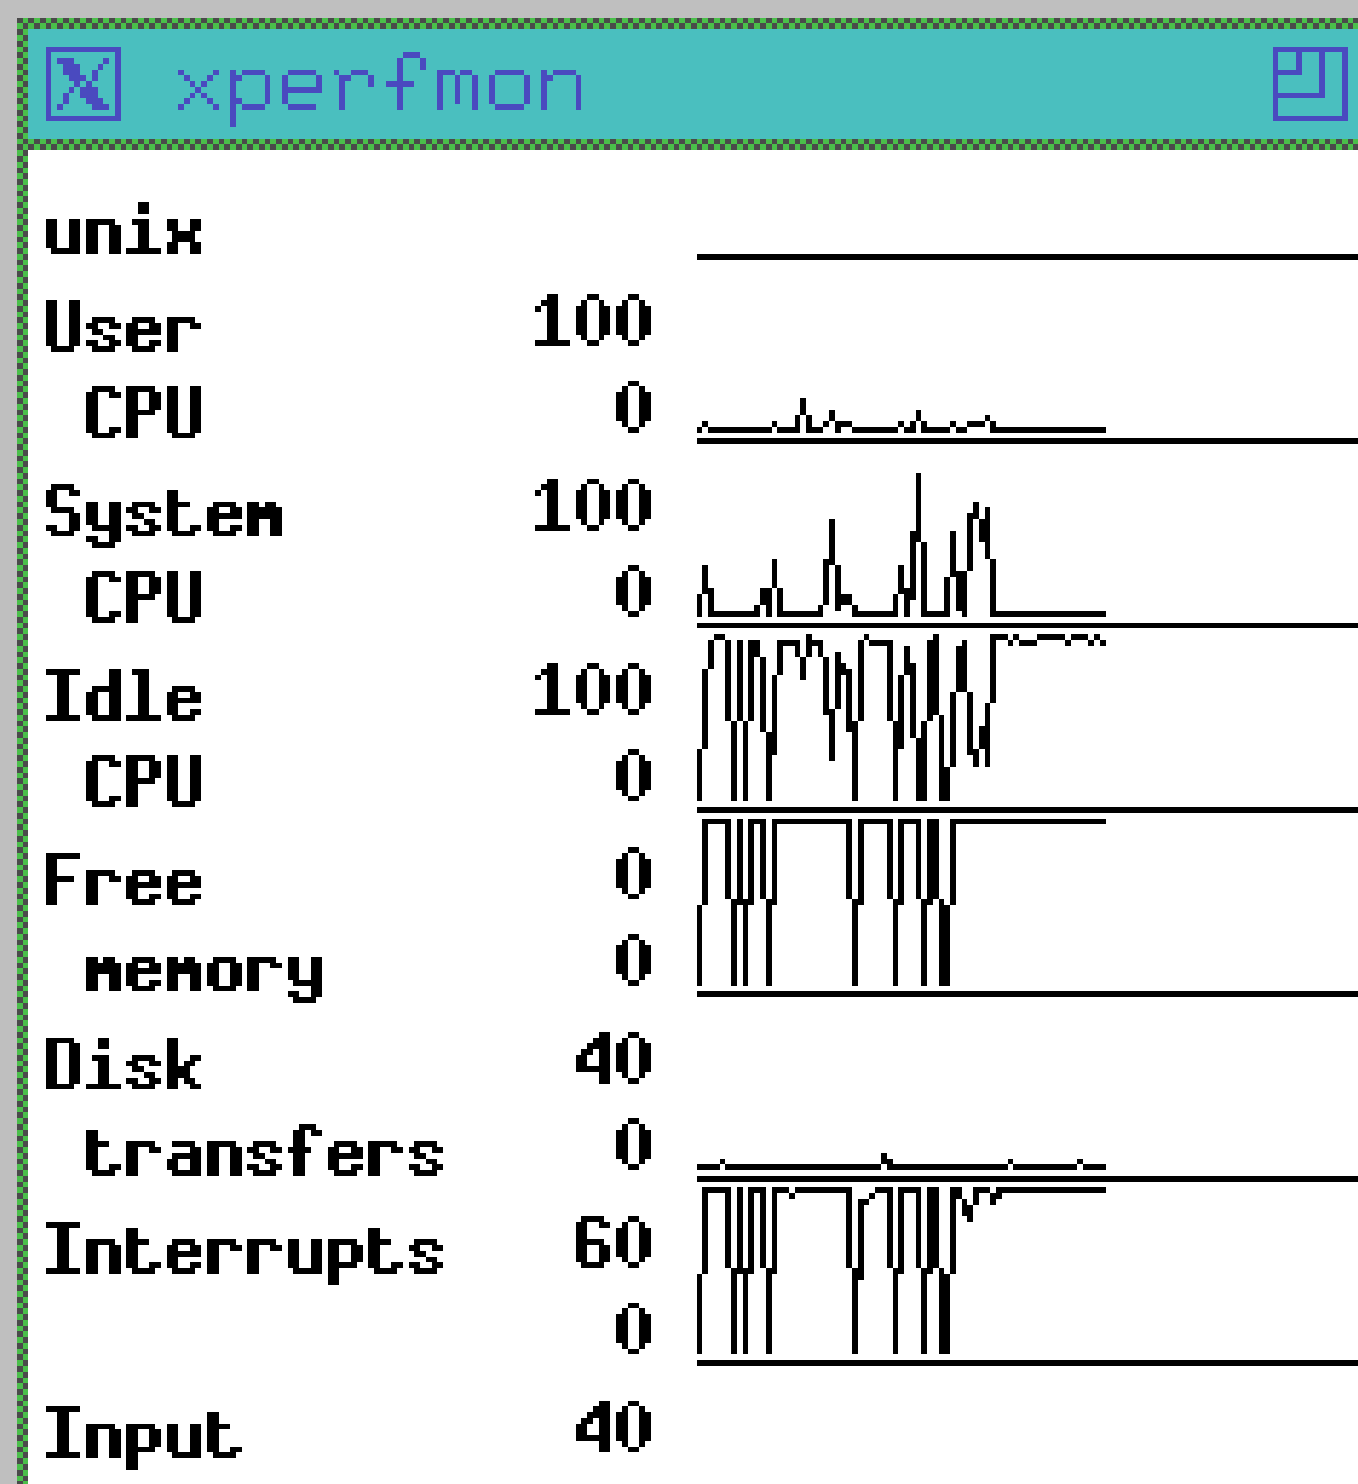 xperfmon
unix
User 100
CPU 0
System 100
CPU 0
Idle 100
CPU 0
Free 0
memory 0
Disk 40
transfers 0
Interrupts 60
0
Input 40